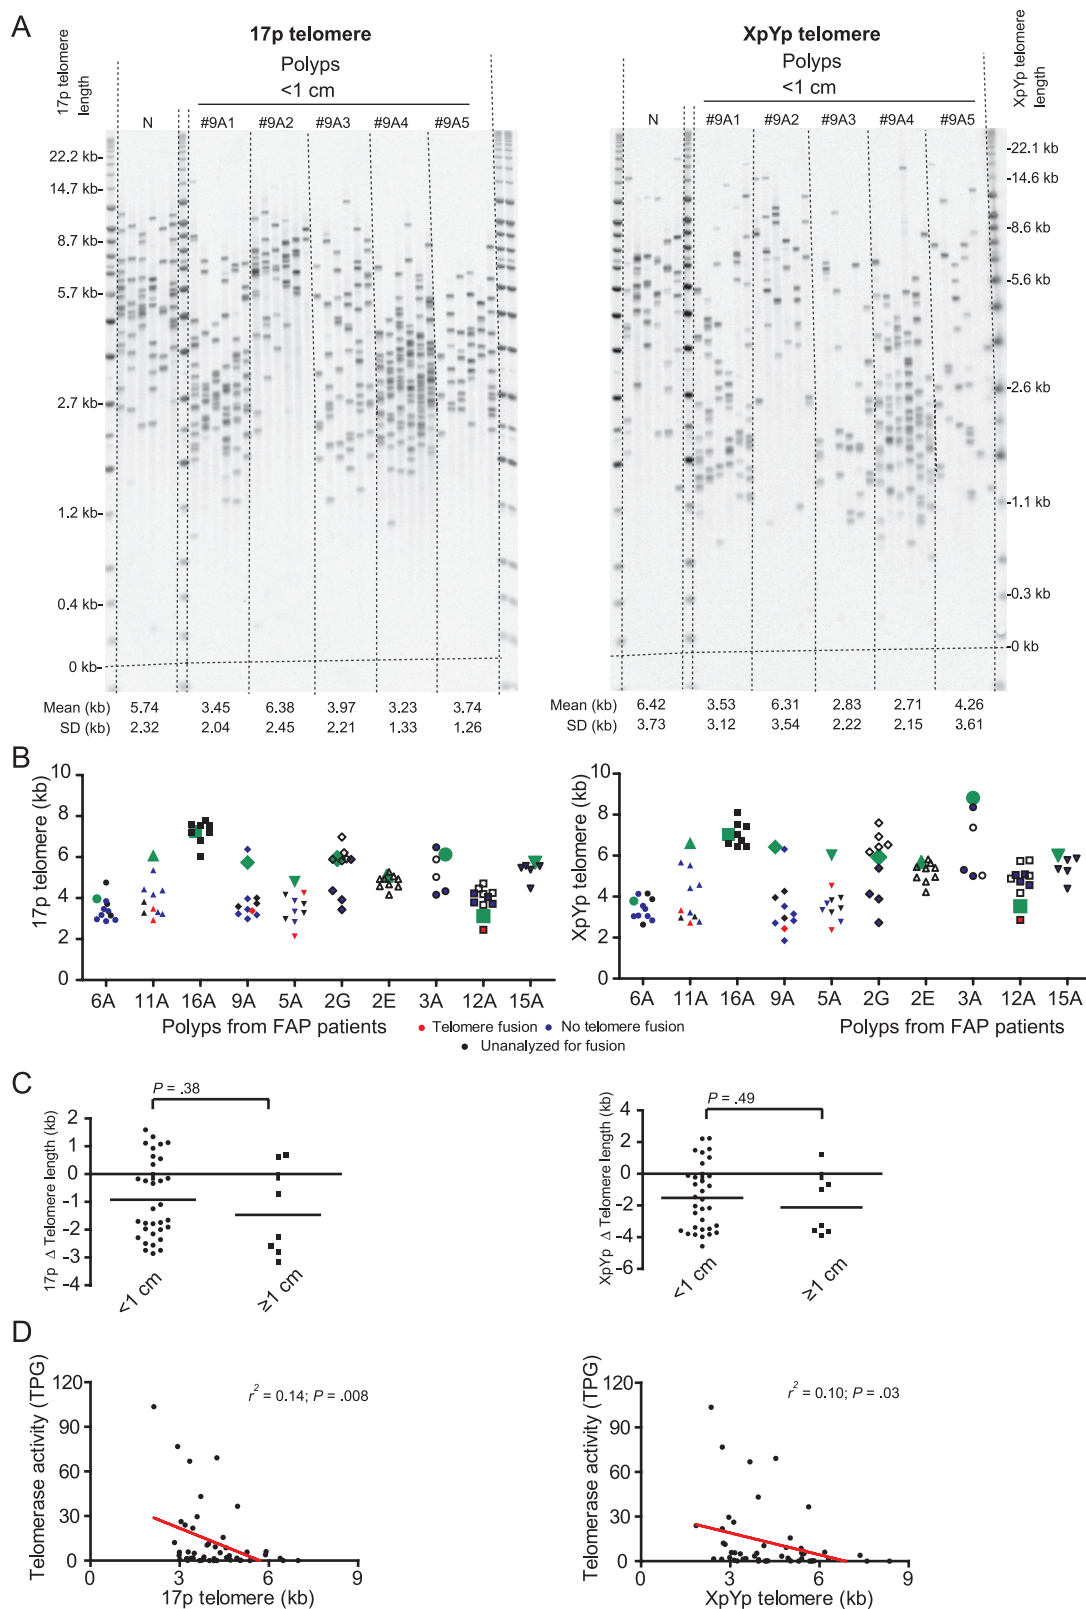 A
17p telomere
XpYp telomere
17p telomere length
Polyps
<1 cm
Polyps
<1 cm
XpYp telomere length
N #9A1 #9A2 #9A3 #9A4 #9A5
N #9A1 #9A2 #9A3 #9A4 #9A5
22.2 kb-
14.7 kb-
8.7 kb-
5.7 kb-
2.7 kb-
1.2 kb-
0.4 kb-
0 kb-
-22.1 kb
-14.6 kb
-8.6 kb
-5.6 kb
-2.6 kb
-1.1 kb
-0.3 kb
-0 kb
Mean (kb) 5.74 3.45 6.38 3.97 3.23 3.74
SD (kb) 2.32 2.04 2.45 2.21 1.33 1.26
Mean (kb) 6.42 3.53 6.31 2.83 2.71 4.26
SD (kb) 3.73 3.12 3.54 2.22 2.15 3.61
B
17p telomere (kb)
10
8
6
4
2
0
6A 11A 16A 9A 5A 2G 2E 3A 12A 15A
Polyps from FAP patients
XpYp telomere (kb)
10
8
6
4
2
0
6A 11A 16A 9A 5A 2G 2E 3A 12A 15A
Polyps from FAP patients
Telomere fusion
No telomere fusion
Unanalyzed for fusion
C
17p Δ Telomere length (kb)
P = .38
2
1
0
-1
-2
-3
-4
<1 cm
≥1 cm
XpYp Δ Telomere length (kb)
P = .49
4
2
0
-2
-4
-6
<1 cm
≥1 cm
D
Telomerase activity (TPG)
r² = 0.14; P = .008
120
90
60
30
0
0 3 6 9
17p telomere (kb)
Telomerase activity (TPG)
r² = 0.10; P = .03
120
90
60
30
0
0 3 6 9
XpYp telomere (kb)